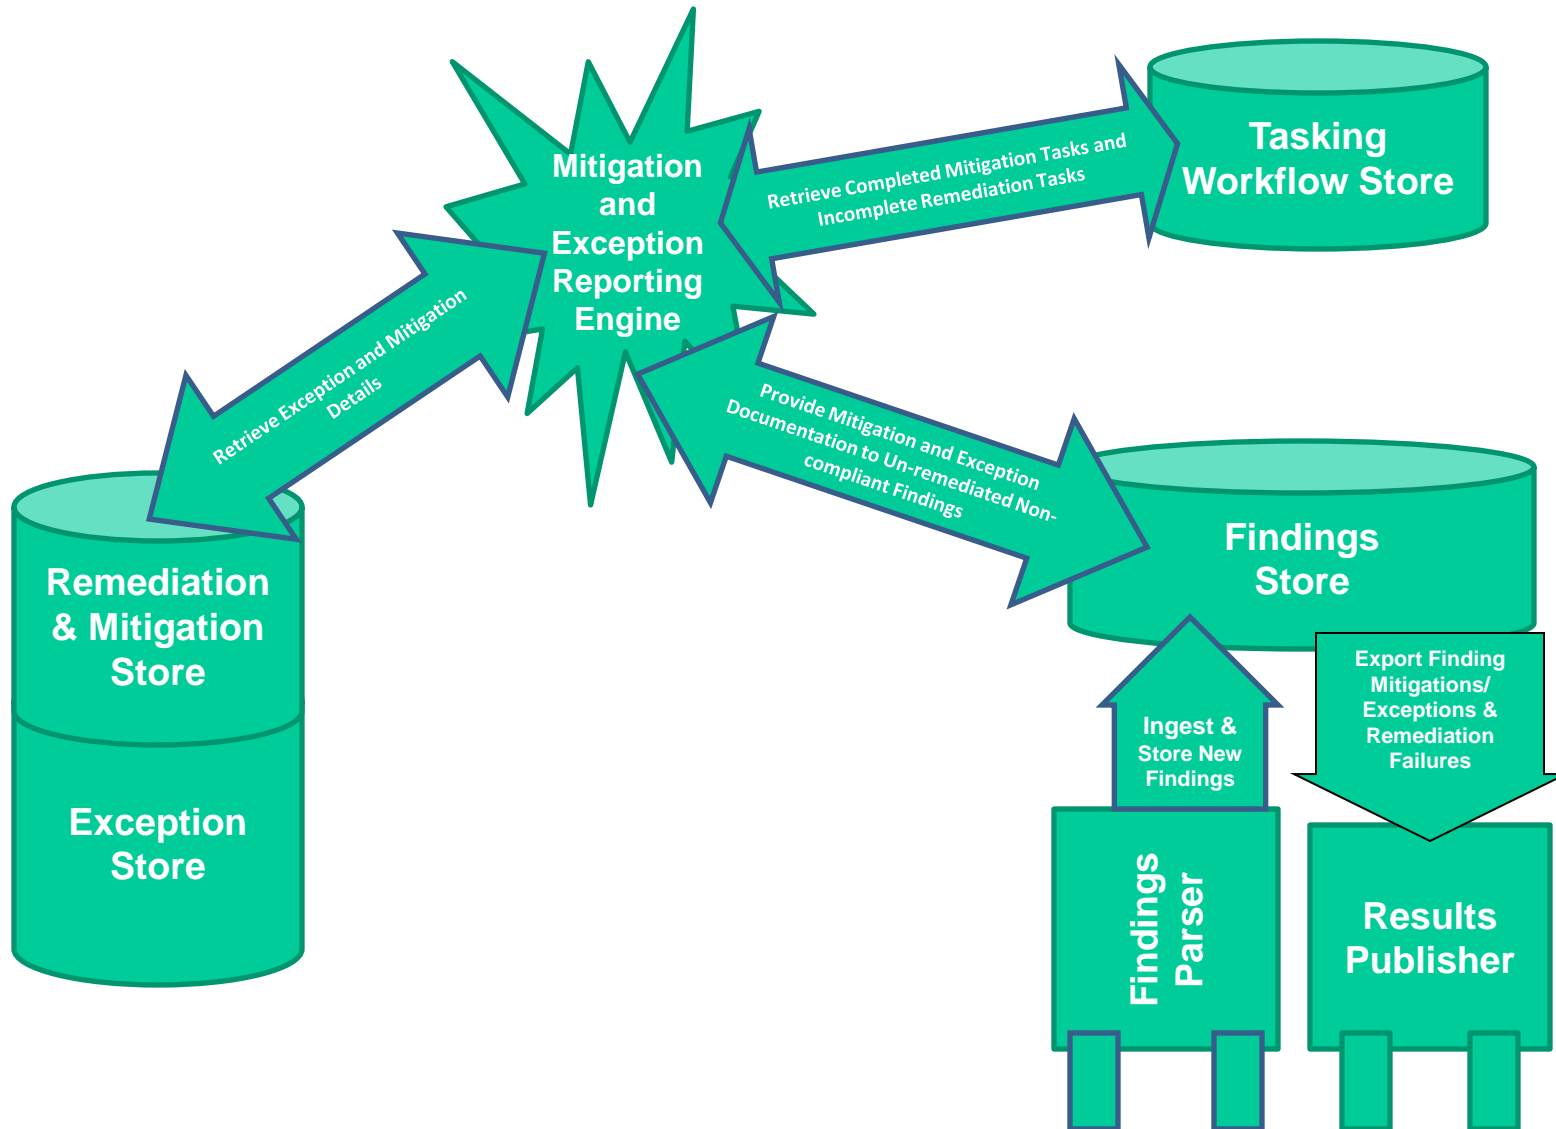 Mitigation
and
Exception
Reporting
Engine
Retrieve Completed Mitigation Tasks and
Incomplete Remediation Tasks
Tasking
Workflow Store
Retrieve Exception and Mitigation
Details
Provide Mitigation and Exception
Documentation to Un-remediated Non-
compliant Findings
Remediation
& Mitigation
Store
Exception
Store
Findings
Store
Ingest &
Store New
Findings
Export Finding
Mitigations/
Exceptions &
Remediation
Failures
Findings
Parser
Results
Publisher